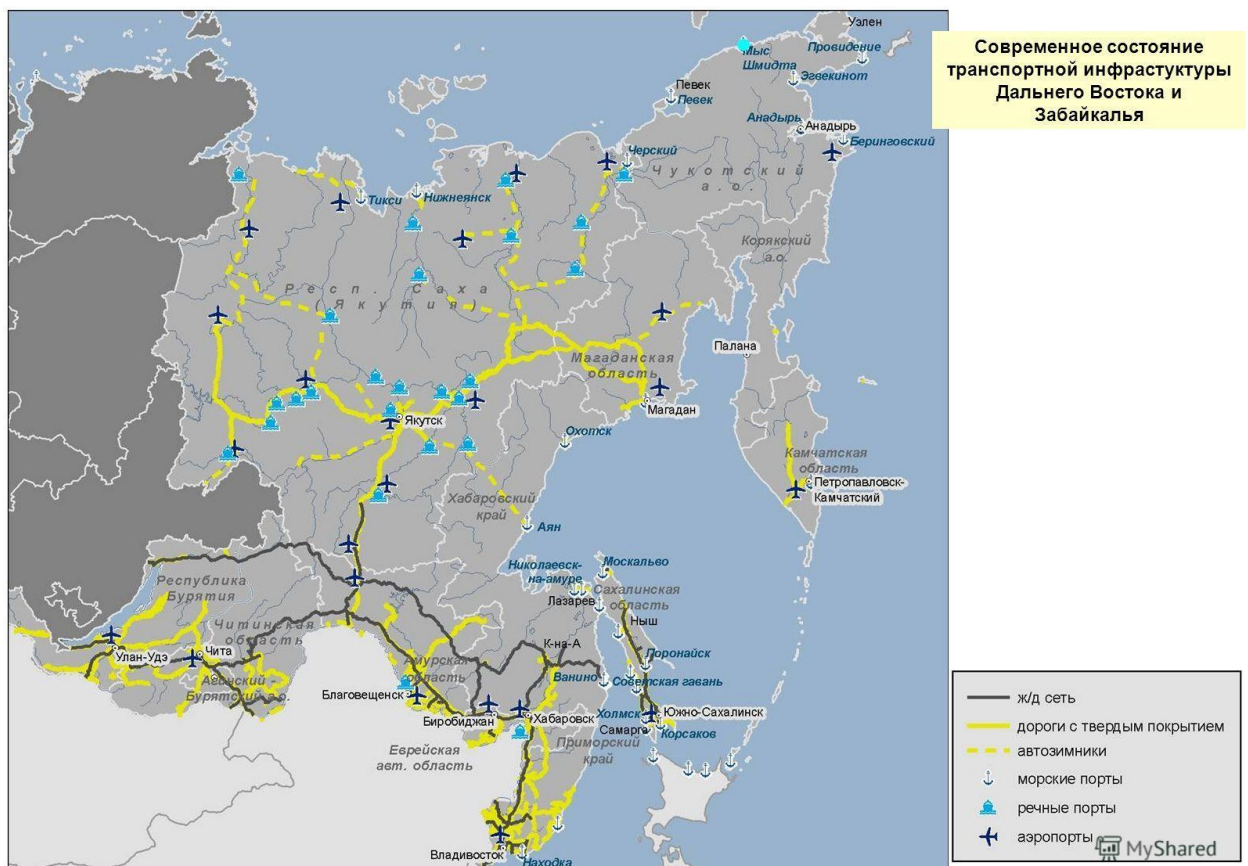 Современное состояние
транспортной инфрастуктуры
Дальнего Востока и
Забайкалья
Уэлен
Мыс
Шмидта
Провидение
Эгвекинот
Певек
Певек
Анадырь
Анадырь
Беринговский
Черский
Чукотский
а.о.
Тикси
Нижнеянск
Корякский
а.о.
Респ. Саха
(Якутия)
Магаданская
область
Палана
Магадан
Якутск
Охотск
Камчатская
область
Петропавловск-
Камчатский
Хабаровский
край
Аян
Николаевск-
на-амуре
Москальво
Сахалинская
область
Лазарев
Ныш
Республика
Бурятия
Читинская
область
К-на-А
Поронайск
Улан-Удэ
Чита
Амурская
область
Ванино
Советская гавань
Агинский
Бурятский а.о.
Благовещенск
Биробиджан
Хабаровск
Холмск
Южно-Сахалинск
Самарга
Корсаков
Еврейская
авт. область
Приморский
край
Владивосток
Находка
ж/д сеть
дороги с твердым покрытием
автозимники
морские порты
речные порты
аэропорты
MyShared